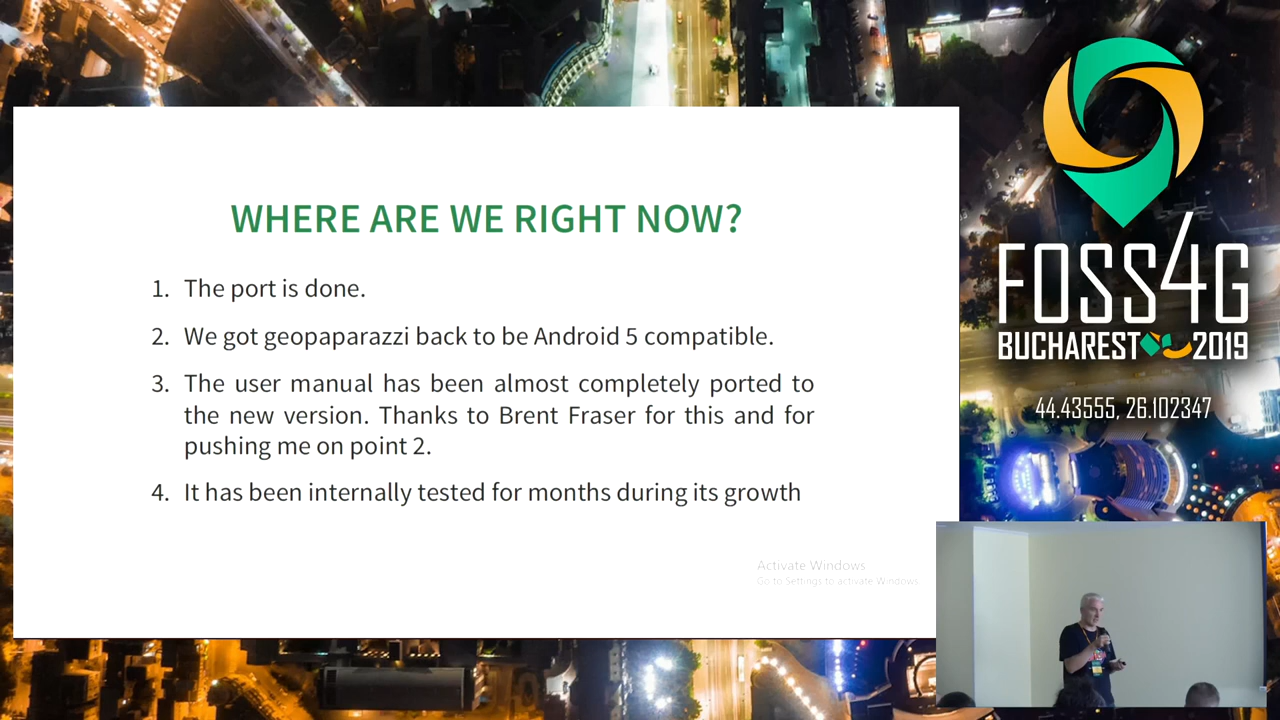 WHERE ARE WE RIGHT NOW?
1. The port is done.
2. We got geopaparazzi back to be Android 5 compatible.
3. The user manual has been almost completely ported to
the new version. Thanks to Brent Fraser for this and for
pushing me on point 2.
4. It has been internally tested for months during its growth
Activate Windows
Go to Settings to activate Windows.
FOSS4G
BUCHAREST 2019
44.43555, 26.102347